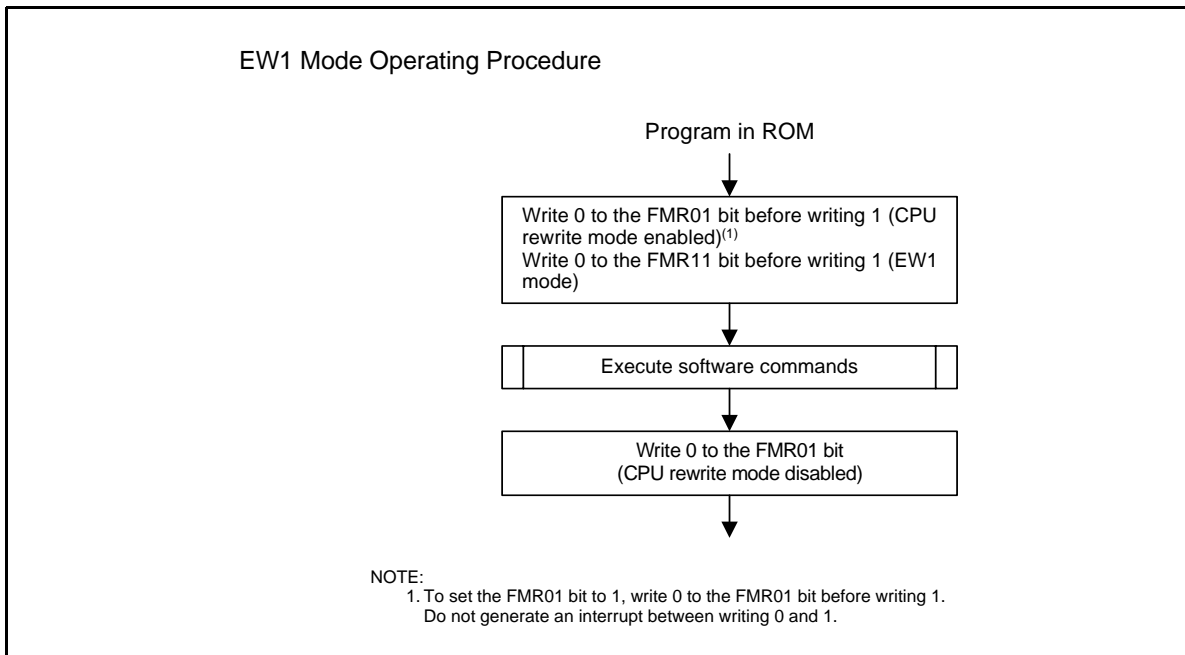 EW1 Mode Operating Procedure
Program in ROM
Write 0 to the FMR01 bit before writing 1 (CPU
rewrite mode enabled)(1)
Write 0 to the FMR11 bit before writing 1 (EW1
mode)
Execute software commands
Write 0 to the FMR01 bit
(CPU rewrite mode disabled)
NOTE:
1. To set the FMR01 bit to 1, write 0 to the FMR01 bit before writing 1.
Do not generate an interrupt between writing 0 and 1.